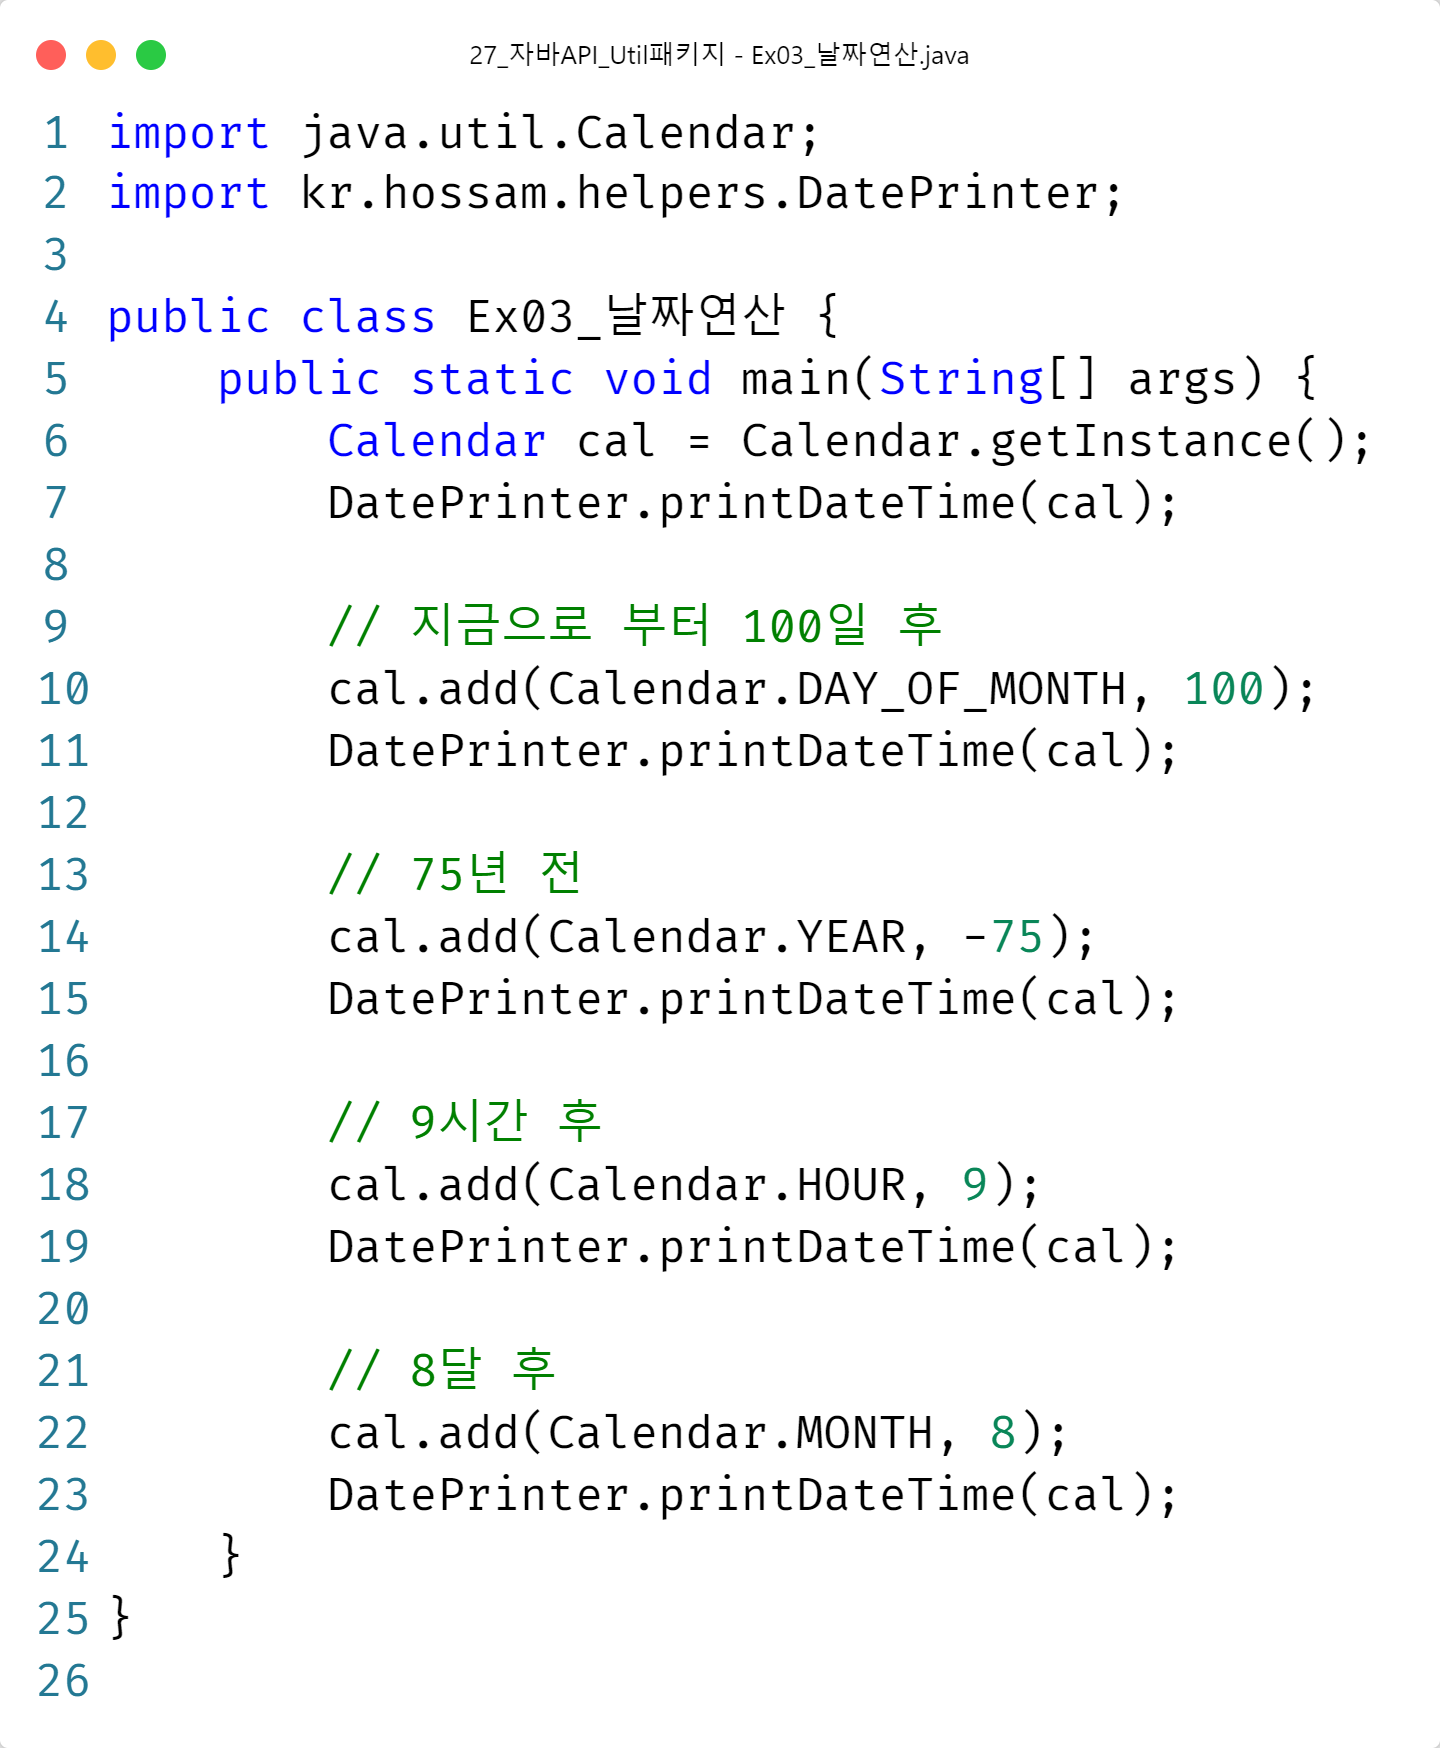 27_자바API_Util패키지 - Ex03_날짜연산.java
1 import java.util.Calendar;
2 import kr.hossam.helpers.DatePrinter;
3
4 public class Ex03_날짜연산 {
5     public static void main(String[] args) {
6         Calendar cal = Calendar.getInstance();
7         DatePrinter.printDateTime(cal);
8
9         // 지금으로 부터 100일 후
10         cal.add(Calendar.DAY_OF_MONTH, 100);
11         DatePrinter.printDateTime(cal);
12
13         // 75년 전
14         cal.add(Calendar.YEAR, -75);
15         DatePrinter.printDateTime(cal);
16
17         // 9시간 후
18         cal.add(Calendar.HOUR, 9);
19         DatePrinter.printDateTime(cal);
20
21         // 8달 후
22         cal.add(Calendar.MONTH, 8);
23         DatePrinter.printDateTime(cal);
24     }
25 }
26